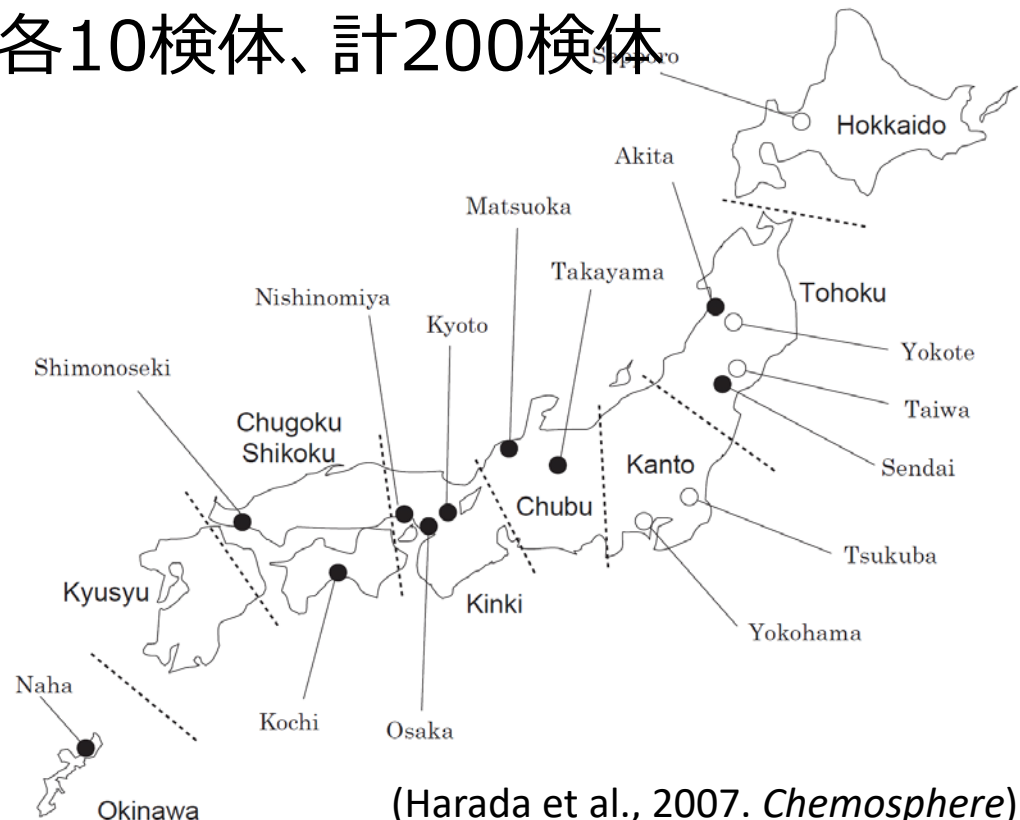 各10検体、計200検体
Sapporo
Hokkaido
Akita
Matsuoka
Takayama
Tohoku
Nishinomiya
Kyoto
Yokote
Shimonoseki
Taiwa
Chugoku
Shikoku
Kanto
Sendai
Chubu
Tsukuba
Kyusyu
Kinki
Yokohama
Naha
Kochi
Osaka
Okinawa
(Harada et al., 2007. Chemosphere)